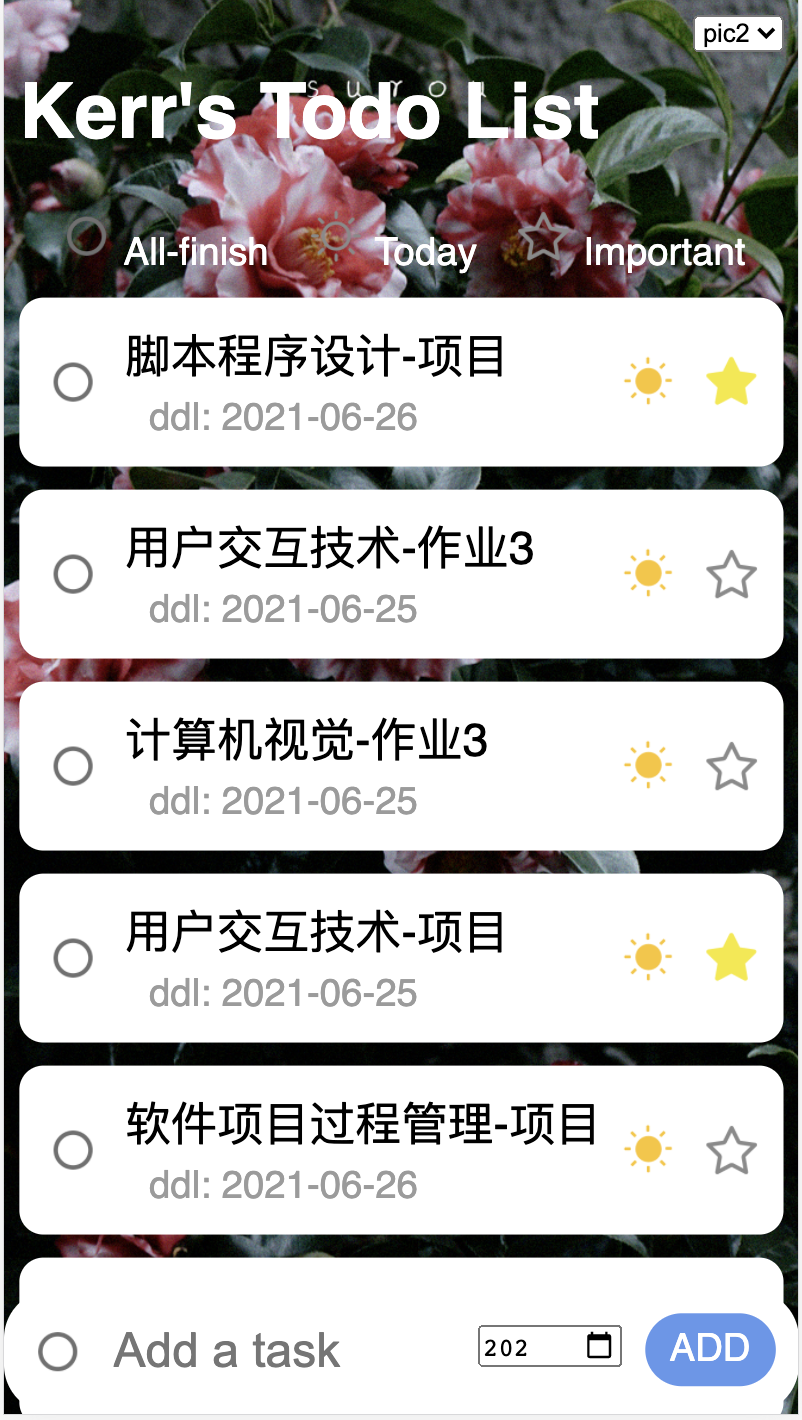 pic2
surou
Kerr's Todo List
All-finish Today Important
脚本程序设计-项目
ddl: 2021-06-26
用户交互技术-作业3
ddl: 2021-06-25
计算机视觉-作业3
ddl: 2021-06-25
用户交互技术-项目
ddl: 2021-06-25
软件项目过程管理-项目
ddl: 2021-06-26
Add a task 202 ADD